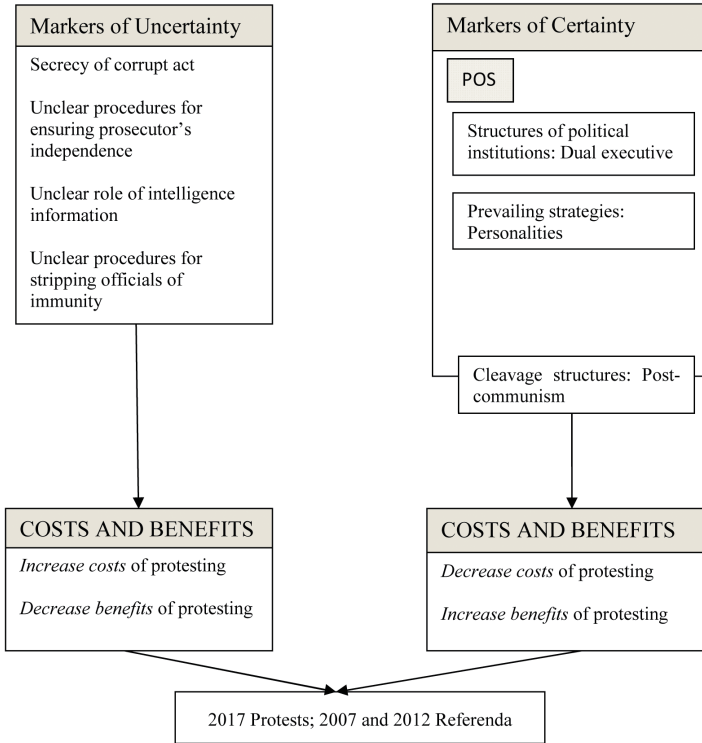 Markers of Uncertainty
Secrecy of corrupt act
Unclear procedures for
ensuring prosecutor's
independence
Unclear role of intelligence
information
Unclear procedures for
stripping officials of
immunity
Markers of Certainty
POS
Structures of political
institutions: Dual executive
Prevailing strategies:
Personalities
Cleavage structures: Post-
communism
COSTS AND BENEFITS
Increase costs of protesting
Decrease benefits of protesting
COSTS AND BENEFITS
Decrease costs of protesting
Increase benefits of protesting
2017 Protests; 2007 and 2012 Referenda